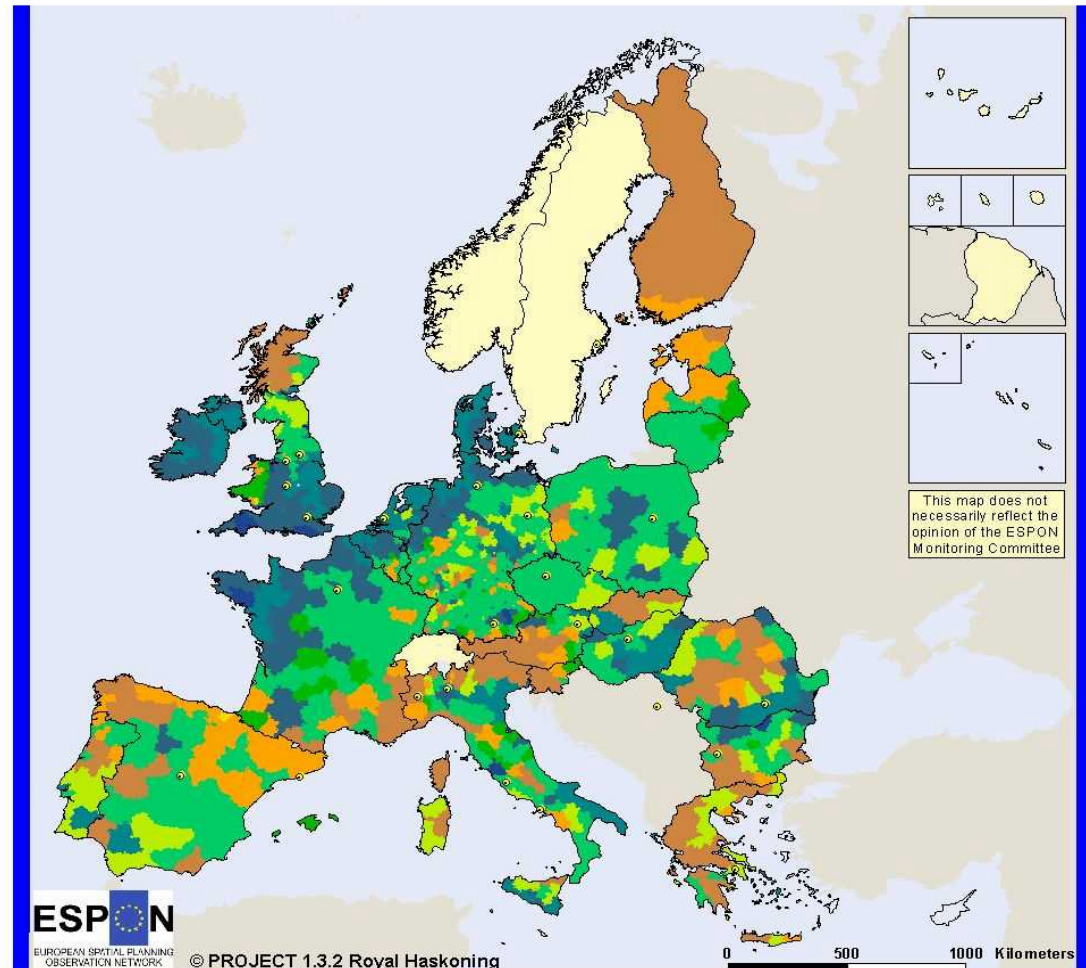 This map does not
necessarily reflect the
opinion of the ESPON
Monitoring Committee
ESPON
EUROPEAN SPATIAL PLANNING
OBSERVATION NETWORK
© PROJECT 1.3.2 Royal Haskoning
0 500 1000 Kilometers